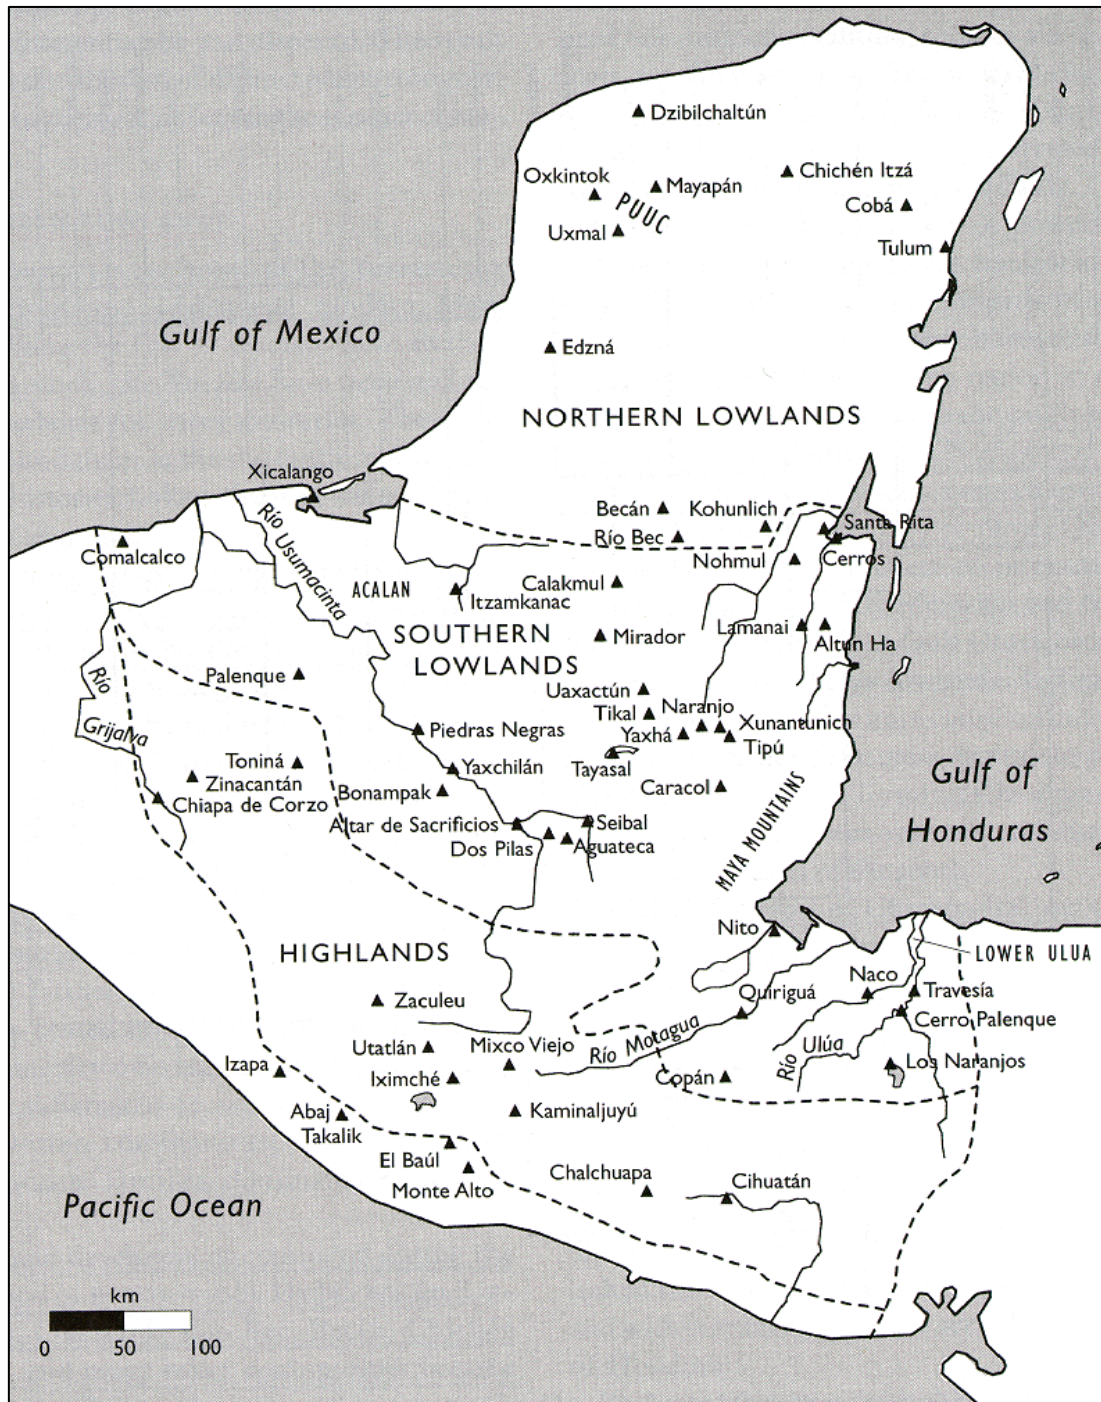 Dzibilchaltún
Oxkintok
Mayapán
Chichén Itzá
PUUC
Cobá
Uxmal
Tulum
Gulf of Mexico
Edzná
NORTHERN LOWLANDS
Xicalango
Becán
Kohunlich
Santa Rita
Río Bec
Comalcalco
Río Usumacinta
Nohmul
Cerros
ACALAN
Calakmul
Itzamkanac
SOUTHERN
LOWLANDS
Mirador
Lamanai
Altun Ha
Río
Grijalva
Palenque
Uaxactún
Naranjo
Tikal
Xunantunich
Piedras Negras
Yaxhá
Tipú
Toniná
Zinacantán
Yaxchilán
Tayasal
Chiapa de Corzo
Bonampak
Caracol
Gulf of
Honduras
Altar de Sacrificios
Seibal
Dos Pilas
Aguateca
MAYA MOUNTAINS
Nito
HIGHLANDS
LOWER ULUA
Zaculeu
Quiriguá
Naco
Travesía
Cerro Palenque
Utatlán
Mixco Viejo
Río Motagua
Río Ulúa
Los Naranjos
Izapa
Iximché
Copán
Abaj
Takalik
Kaminaljuyú
El Baúl
Monte Alto
Chalchuapa
Cihuatán
Pacific Ocean
km
0 50 100